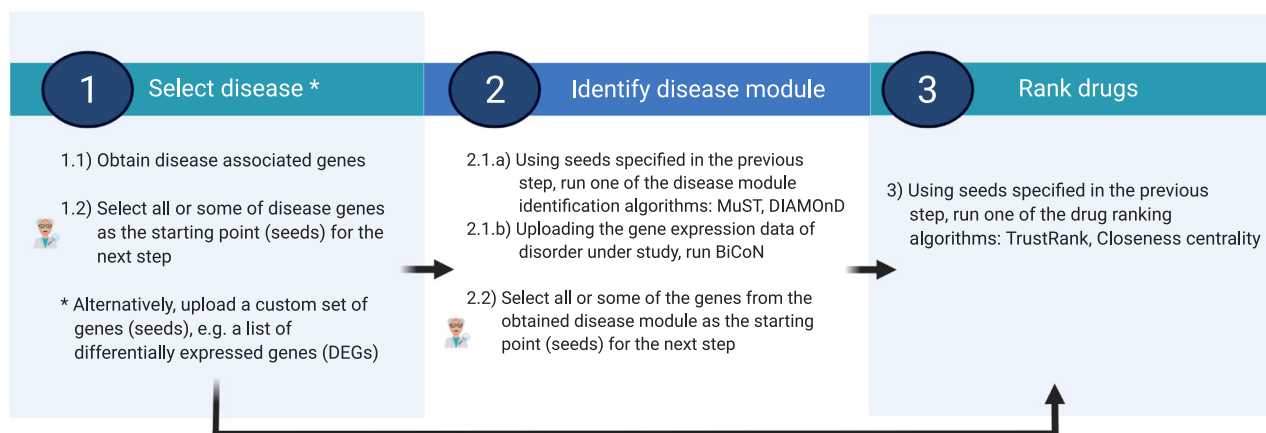 1
Select disease *
1.1) Obtain disease associated genes
1.2) Select all or some of disease genes
as the starting point (seeds) for the
next step
* Alternatively, upload a custom set of
genes (seeds), e.g. a list of
differentially expressed genes (DEGs)
2
Identify disease module
2.1.a) Using seeds specified in the previous
step, run one of the disease module
identification algorithms: MuST, DIAMOnD
2.1.b) Uploading the gene expression data of
disorder under study, run BiCoN
2.2) Select all or some of the genes from the
obtained disease module as the starting
point (seeds) for the next step
3
Rank drugs
3) Using seeds specified in the previous
step, run one of the drug ranking
algorithms: TrustRank, Closeness centrality